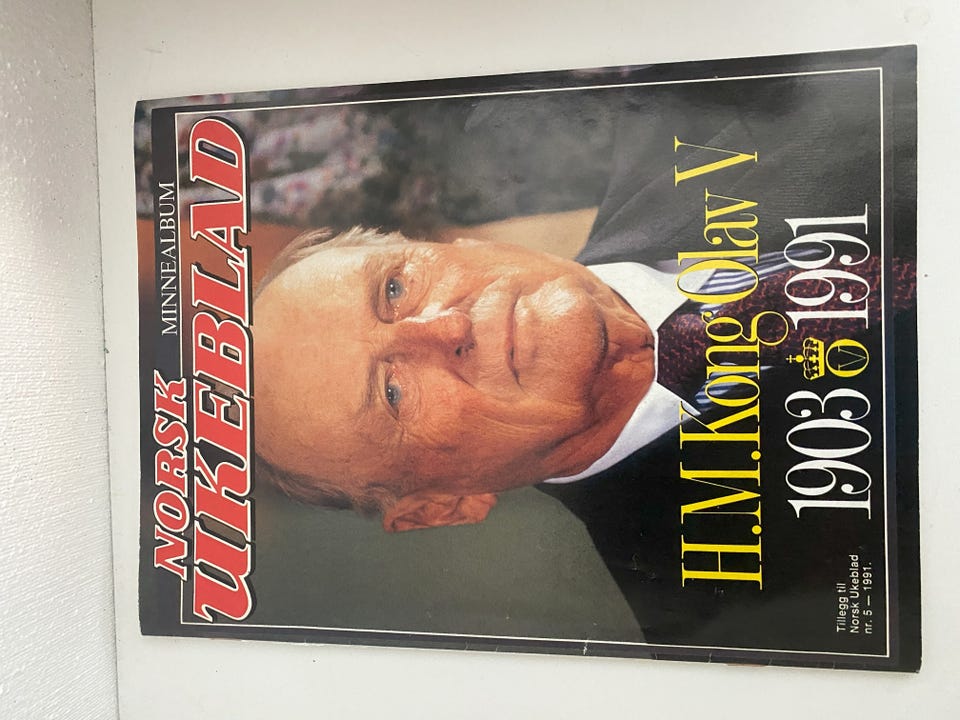 MINNEALBUM
NORSK
UKEBLAD
H.M.Kong Olav V
1903 V 1991
Tillegg til
Norsk Ukeblad
nr. 5 — 1991.